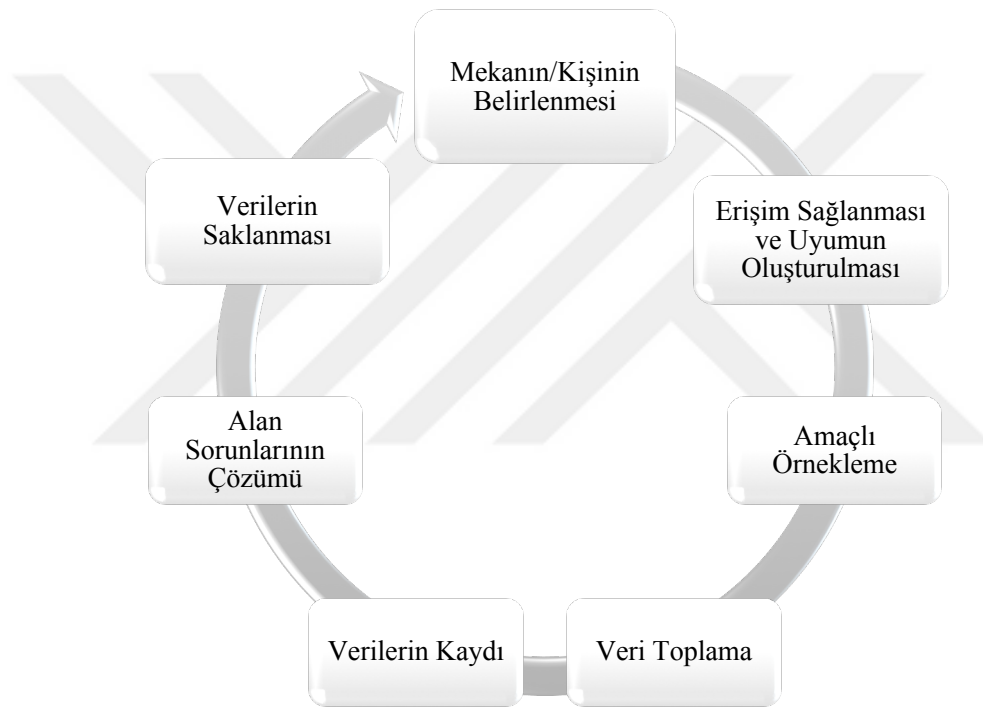 Mekanın/Kişinin
Belirlenmesi
Erişim Sağlanması
ve Uyumun
Oluşturulması
Amaçlı
Örnekleme
Veri Toplama
Verilerin Kaydı
Alan
Sorunlarının
Çözümü
Verilerin
Saklanması